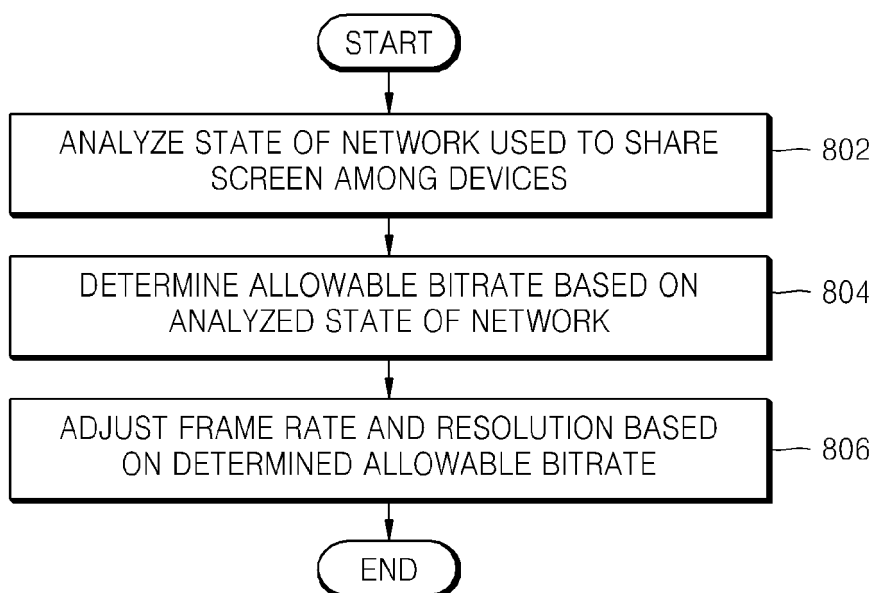 START
ANALYZE STATE OF NETWORK USED TO SHARE
SCREEN AMONG DEVICES
802
DETERMINE ALLOWABLE BITRATE BASED ON
ANALYZED STATE OF NETWORK
804
ADJUST FRAME RATE AND RESOLUTION BASED
ON DETERMINED ALLOWABLE BITRATE
806
END